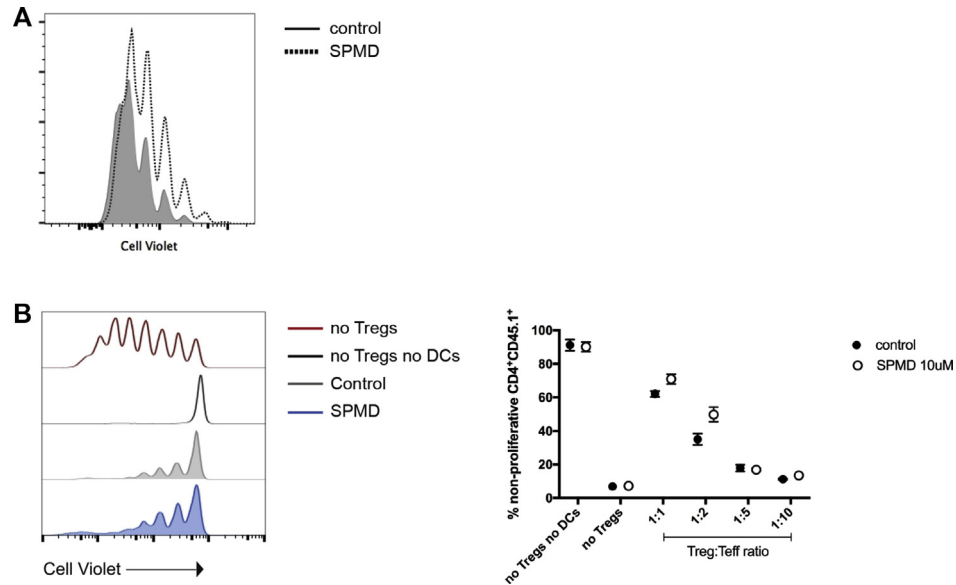 A
control
SPMD
Cell Violet
B
no Tregs
no Tregs no DCs
Control
SPMD
Cell Violet
% non-proliferative CD4⁺CD45.1⁺
100
80
60
40
20
0
no Tregs no DCs
no Tregs
1:1
1:2
1:5
1:10
Treg:Teff ratio
control
SPMD 10uM